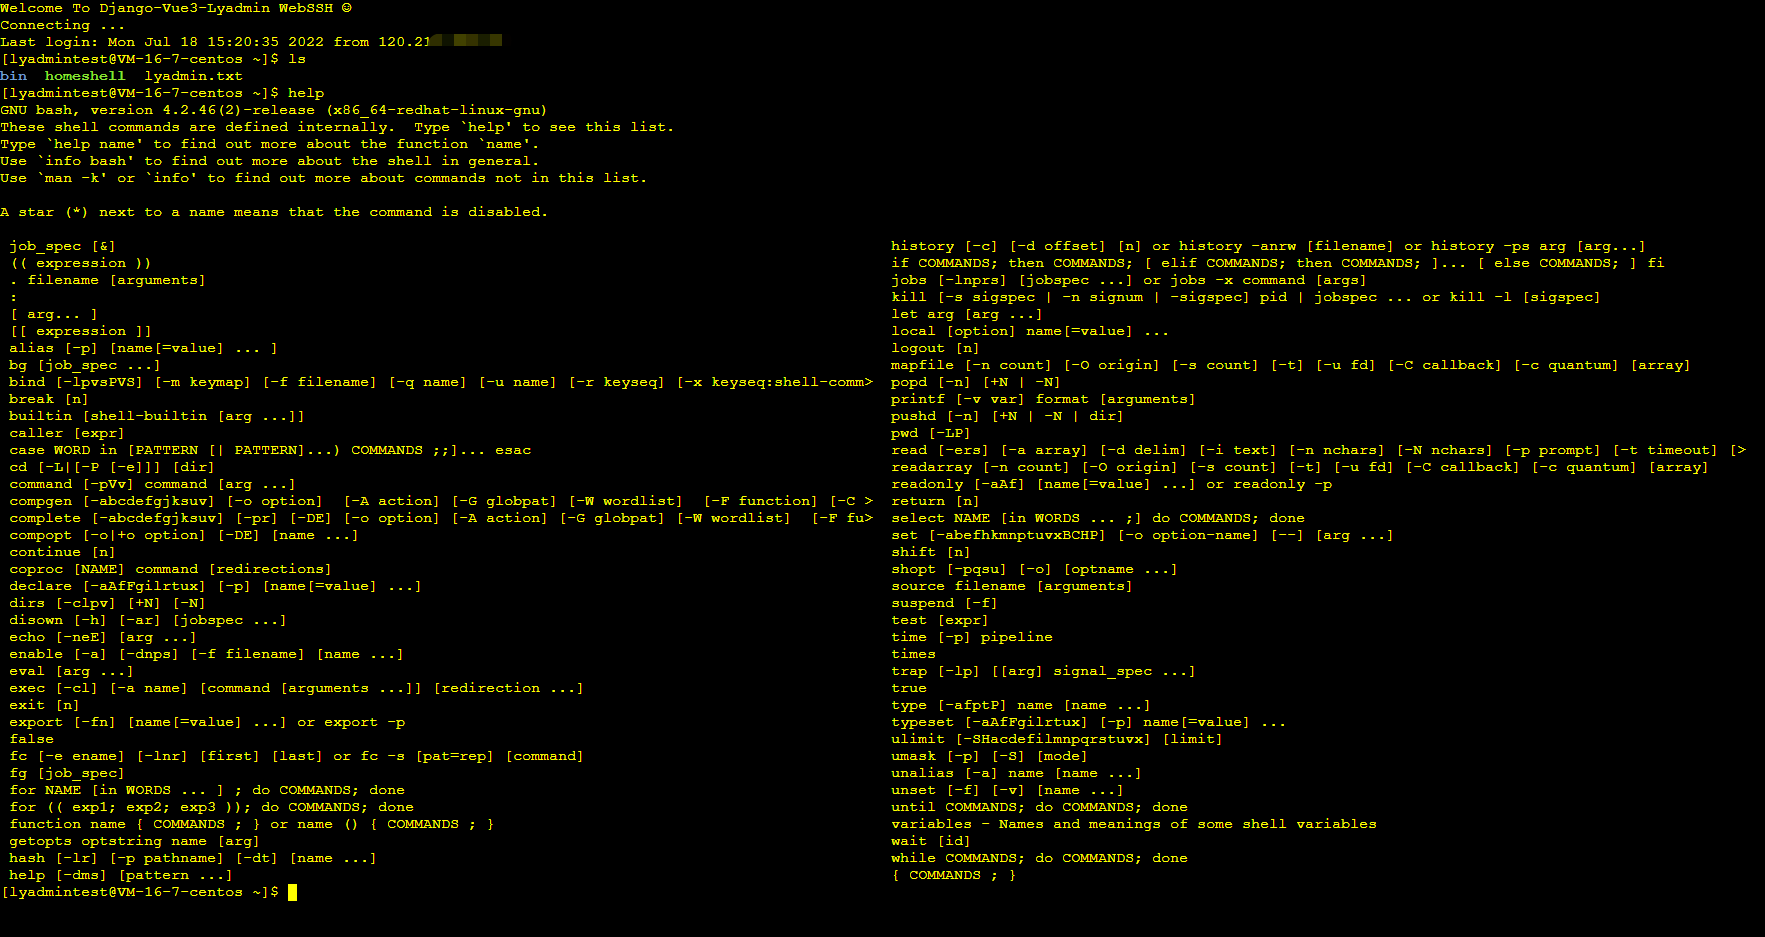 Welcome To Django-Vue3-Lyadmin WebSSH ☺
Connecting ...
Last login: Mon Jul 18 15:20:35 2022 from 120.21
[lyadmintest@VM-16-7-centos ~]$ ls
bin  homeshell  lyadmin.txt
[lyadmintest@VM-16-7-centos ~]$ help
GNU bash, version 4.2.46(2)-release (x86_64-redhat-linux-gnu)
These shell commands are defined internally.  Type `help' to see this list.
Type `help name' to find out more about the function `name'.
Use `info bash' to find out more about the shell in general.
Use `man -k' or `info' to find out more about commands not in this list.

A star (*) next to a name means that the command is disabled.

job_spec [&]
(( expression ))
. filename [arguments]
:
[ arg... ]
[[ expression ]]
alias [-p] [name[=value] ... ]
bg [job_spec ...]
bind [-lpvsPVS] [-m keymap] [-f filename] [-q name] [-u name] [-r keyseq] [-x keyseq:shell-comm>
break [n]
builtin [shell-builtin [arg ...]]
caller [expr]
case WORD in [PATTERN [| PATTERN]...) COMMANDS ;;]... esac
cd [-L|[-P [-e]]] [dir]
command [-pVv] command [arg ...]
compgen [-abcdefgjksuv] [-o option]  [-A action] [-G globpat] [-W wordlist]  [-F function] [-C >
complete [-abcdefgjksuv] [-pr] [-DE] [-o option] [-A action] [-G globpat] [-W wordlist]  [-F fu>
compopt [-o|+o option] [-DE] [name ...]
continue [n]
coproc [NAME] command [redirections]
declare [-aAfFgilrtux] [-p] [name[=value] ...]
dirs [-clpv] [+N] [-N]
disown [-h] [-ar] [jobspec ...]
echo [-neE] [arg ...]
enable [-a] [-dnps] [-f filename] [name ...]
eval [arg ...]
exec [-cl] [-a name] [command [arguments ...]] [redirection ...]
exit [n]
export [-fn] [name[=value] ...] or export -p
false
fc [-e ename] [-lnr] [first] [last] or fc -s [pat=rep] [command]
fg [job_spec]
for NAME [in WORDS ... ] ; do COMMANDS; done
for (( exp1; exp2; exp3 )); do COMMANDS; done
function name { COMMANDS ; } or name () { COMMANDS ; }
getopts optstring name [arg]
hash [-lr] [-p pathname] [-dt] [name ...]
help [-dms] [pattern ...]
history [-c] [-d offset] [n] or history -anrw [filename] or history -ps arg [arg...]
if COMMANDS; then COMMANDS; [ elif COMMANDS; then COMMANDS; ]... [ else COMMANDS; ] fi
jobs [-lnprs] [jobspec ...] or jobs -x command [args]
kill [-s sigspec | -n signum | -sigspec] pid | jobspec ... or kill -l [sigspec]
let arg [arg ...]
local [option] name[=value] ...
logout [n]
mapfile [-n count] [-O origin] [-s count] [-t] [-u fd] [-C callback] [-c quantum] [array]
popd [-n] [+N | -N]
printf [-v var] format [arguments]
pushd [-n] [+N | -N | dir]
pwd [-LP]
read [-ers] [-a array] [-d delim] [-i text] [-n nchars] [-N nchars] [-p prompt] [-t timeout] [>
readarray [-n count] [-O origin] [-s count] [-t] [-u fd] [-C callback] [-c quantum] [array]
readonly [-aAf] [name[=value] ...] or readonly -p
return [n]
select NAME [in WORDS ... ;] do COMMANDS; done
set [-abefhkmnptuvxBCHP] [-o option-name] [--] [arg ...]
shift [n]
shopt [-pqsu] [-o] [optname ...]
source filename [arguments]
suspend [-f]
test [expr]
time [-p] pipeline
times
trap [-lp] [[arg] signal_spec ...]
true
type [-afptP] name [name ...]
typeset [-aAfFgilrtux] [-p] name[=value] ...
ulimit [-SHacdefilmnpqrstuvx] [limit]
umask [-p] [-S] [mode]
unalias [-a] name [name ...]
unset [-f] [-v] [name ...]
until COMMANDS; do COMMANDS; done
variables - Names and meanings of some shell variables
wait [id]
while COMMANDS; do COMMANDS; done
{ COMMANDS ; }
[lyadmintest@VM-16-7-centos ~]$